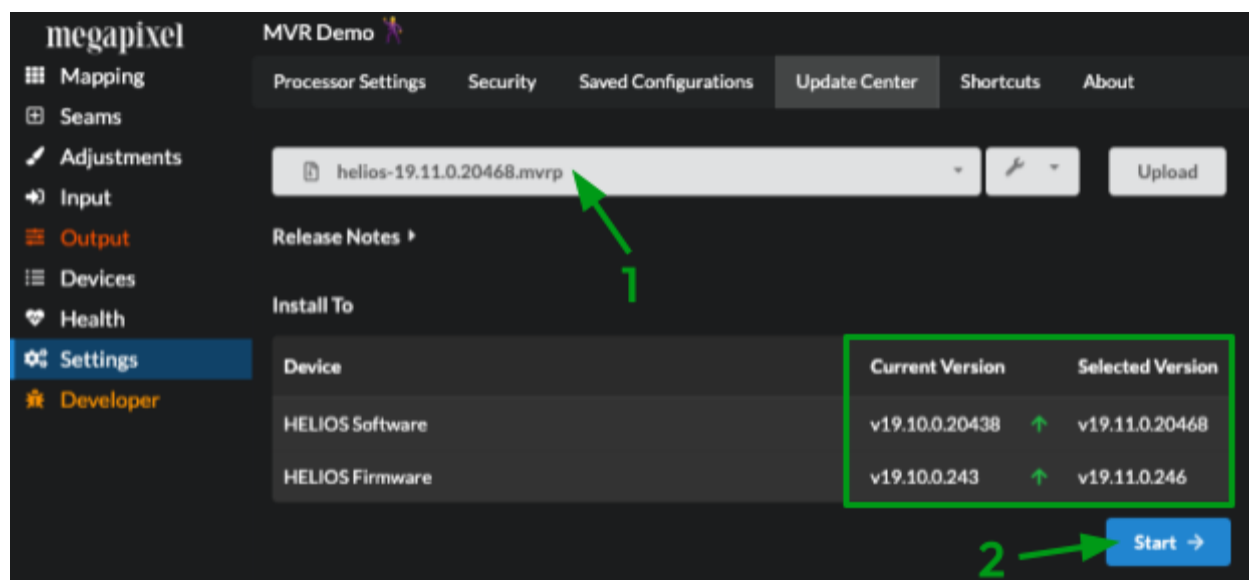 megapixel
MVR Demo
Mapping
Seams
Adjustments
Input
Output
Devices
Health
Settings
Developer
Processor Settings Security Saved Configurations Update Center Shortcuts About
helios-19.11.0.20468.mvrp Upload
Release Notes
1
Install To
Device Current Version Selected Version
HELIOS Software v19.10.0.20438 v19.11.0.20468
HELIOS Firmware v19.10.0.243 v19.11.0.246
2 Start